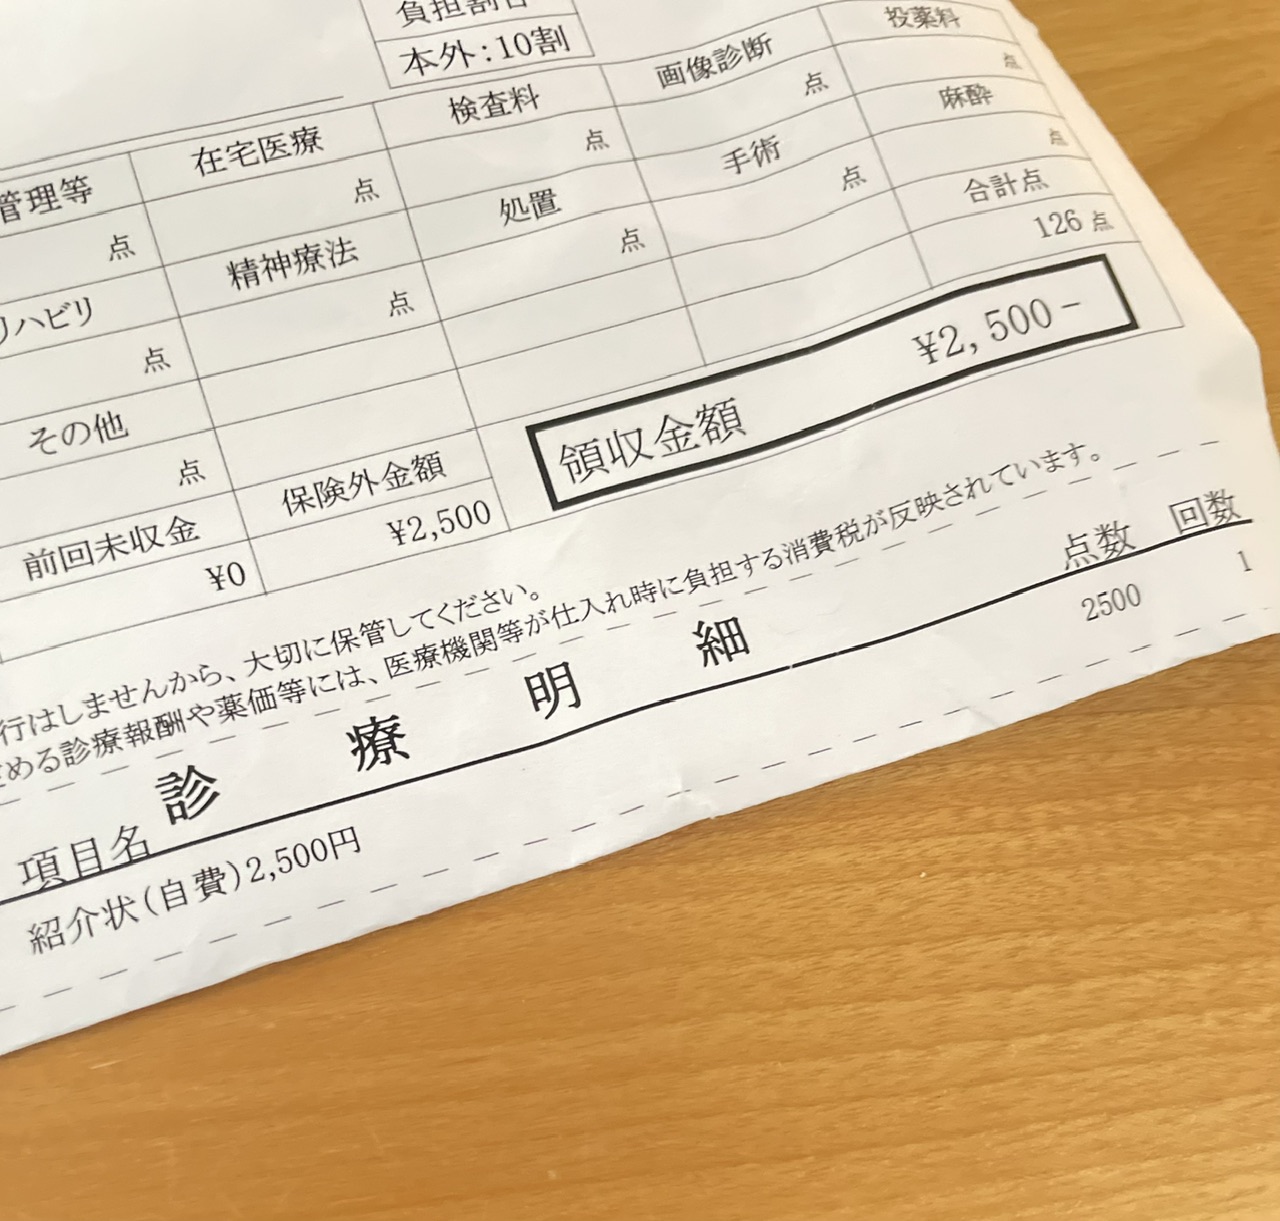 負担割合
本外:10割
管理等 在宅医療 検査料 画像診断 投薬料
点 点 点 点 点
リハビリ 精神療法 処置 手術 麻酔
点 点 点 点 点
その他 合計点
点 126 点
前回未収金 保険外金額
¥0 ¥2,500
領収金額 ¥2,500-
行はしませんから、大切に保管してください。
める診療報酬や薬価等には、医療機関等が仕入れ時に負担する消費税が反映されています。
診療明細
項目名 点数 回数
紹介状(自費)2,500円 2500 1